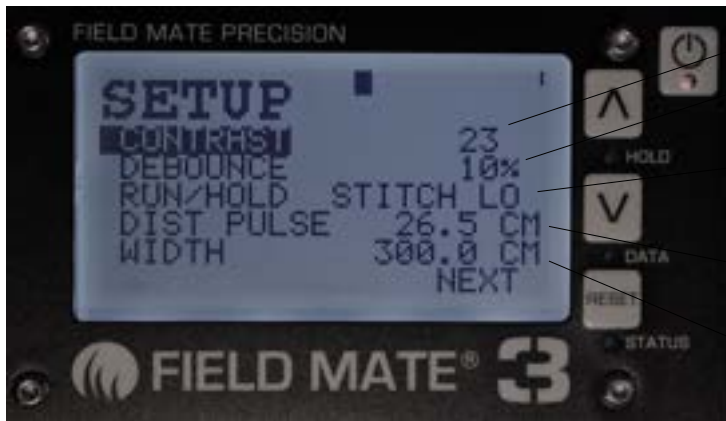 FIELD MATE PRECISION
SETUP
CONTRAST 23
DEBOUNCE 10%
RUN/HOLD STITCH LO
DIST PULSE 26.5 CM
WIDTH 300.0 CM
NEXT
HOLD
DATA
RESET
STATUS
FIELD MATE® 3